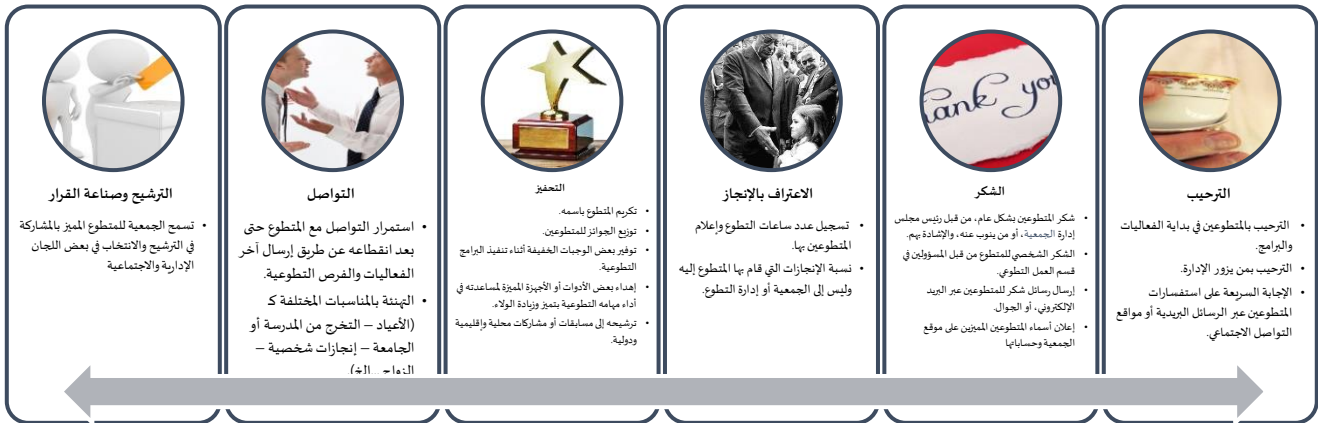 الترحيب
• الترحيب بالمتطوعين في بداية الفعاليات
والبرامج.
• الترحيب بمن يزور الإدارة.
• الإجابة السريعة على استفسارات
المتطوعين عبر الرسائل البريدية أو مواقع
التواصل الاجتماعي.
ank you
الشكر
• شكر المتطوعين بشكل عام، من قبل رئيس مجلس
إدارة الجمعية، أو من ينوب عنه، والإشادة بهم.
• الشكر الشخصي للمتطوع من قبل المسؤولين في
قسم العمل التطوعي.
• إرسال رسائل شكر للمتطوعين عبر البريد
الإلكتروني، أو الجوال.
• إعلان أسماء المتطوعين المميزين على موقع
الجمعية وحساباتها
الاعتراف بالإنجاز
• تسجيل عدد ساعات التطوع وإعلام
المتطوعين بها.
• نسبة الإنجازات التي قام بها المتطوع إليه
وليس إلى الجمعية أو إدارة التطوع.
التحفيز
• تكريم المتطوع باسمه.
• توزيع الجوائز للمتطوعين.
• توفير بعض الوجبات الخفيفة أثناء تنفيذ البرامج
التطوعية.
• إهداء بعض الأدوات أو الأجهزة المميزة لمساعدته في
أداء مهامه التطوعية بتميز وزيادة الولاء.
• ترشيحه إلى مسابقات أو مشاركات محلية وإقليمية
ودولية.
التواصل
• استمرار التواصل مع المتطوع حتى
بعد انقطاعه عن طريق إرسال آخر
الفعاليات والفرص التطوعية.
• التهنئة بالمناسبات المختلفة كـ
(الأعياد – التخرج من المدرسة أو
الجامعة – إنجازات شخصية –
الزواج ...الخ).
الترشيح وصناعة القرار
• تسمح الجمعية للمتطوع المميز بالمشاركة
في الترشيح والانتخاب في بعض اللجان
الإدارية والاجتماعية